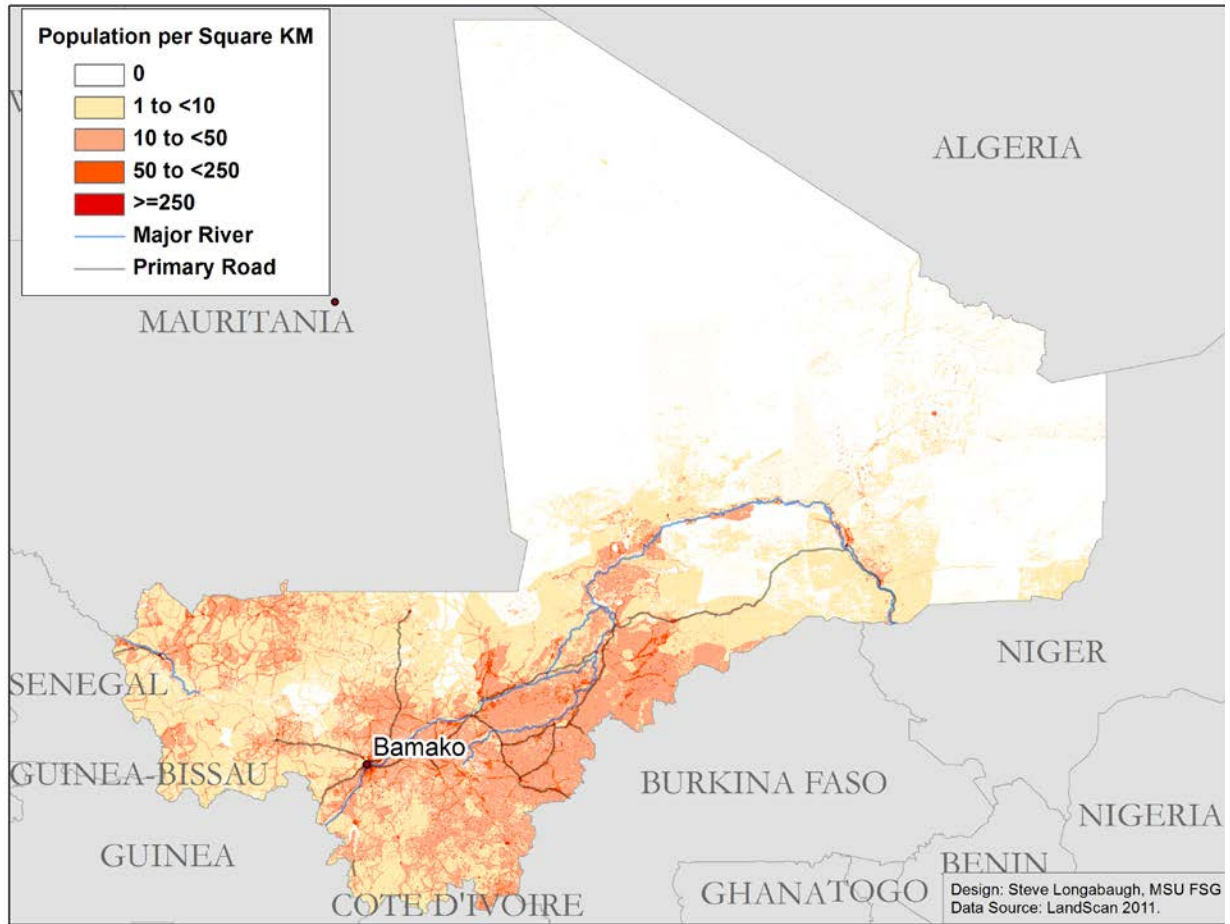 Population per Square KM
0
1 to <10
10 to <50
50 to <250
>=250
Major River
Primary Road
ALGERIA
MAURITANIA
NIGER
SENEGAL
Bamako
GUINEA-BISSAU
BURKINA FASO
NIGERIA
GUINEA
BENIN
GHANA
TOGO
COTE D'IVOIRE
Design: Steve Longabaugh, MSU FSG
Data Source: LandScan 2011.